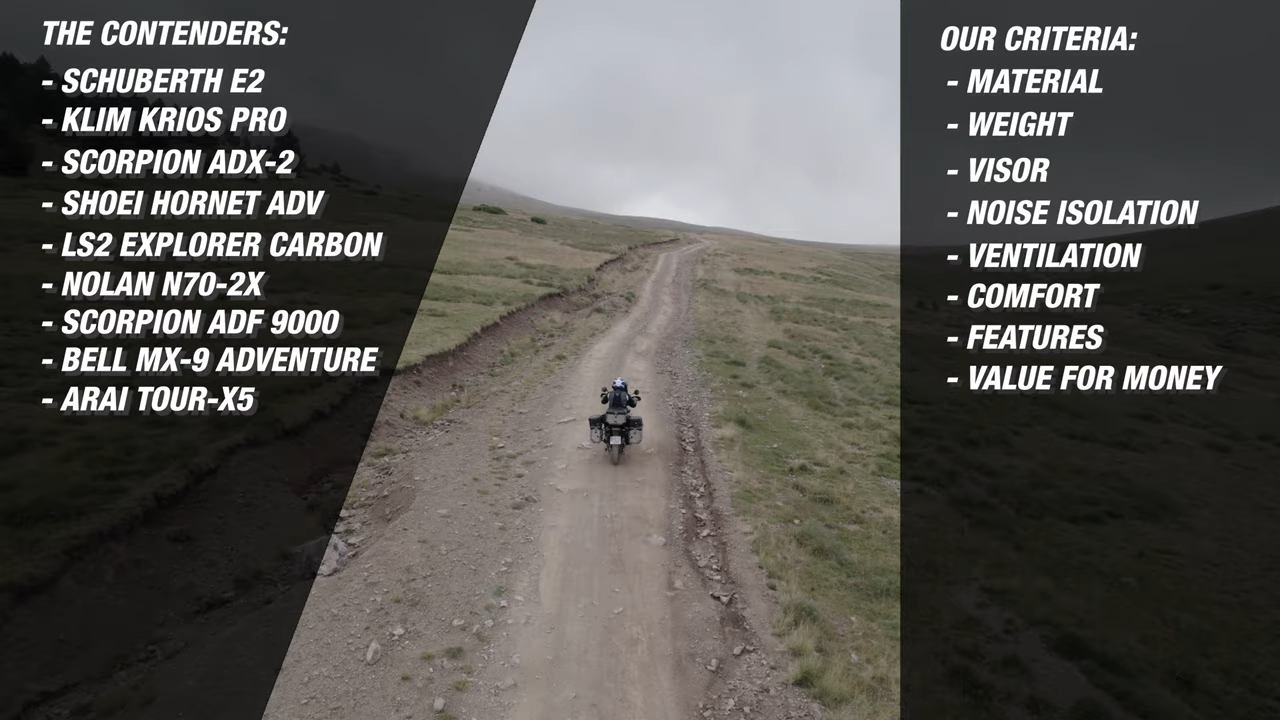 THE CONTENDERS:
- SCHUBERTH E2
- KLIM KRIOS PRO
- SCORPION ADX-2
- SHOEI HORNET ADV
- LS2 EXPLORER CARBON
- NOLAN N70-2X
- SCORPION ADF 9000
- BELL MX-9 ADVENTURE
- ARAI TOUR-X5
OUR CRITERIA:
- MATERIAL
- WEIGHT
- VISOR
- NOISE ISOLATION
- VENTILATION
- COMFORT
- FEATURES
- VALUE FOR MONEY